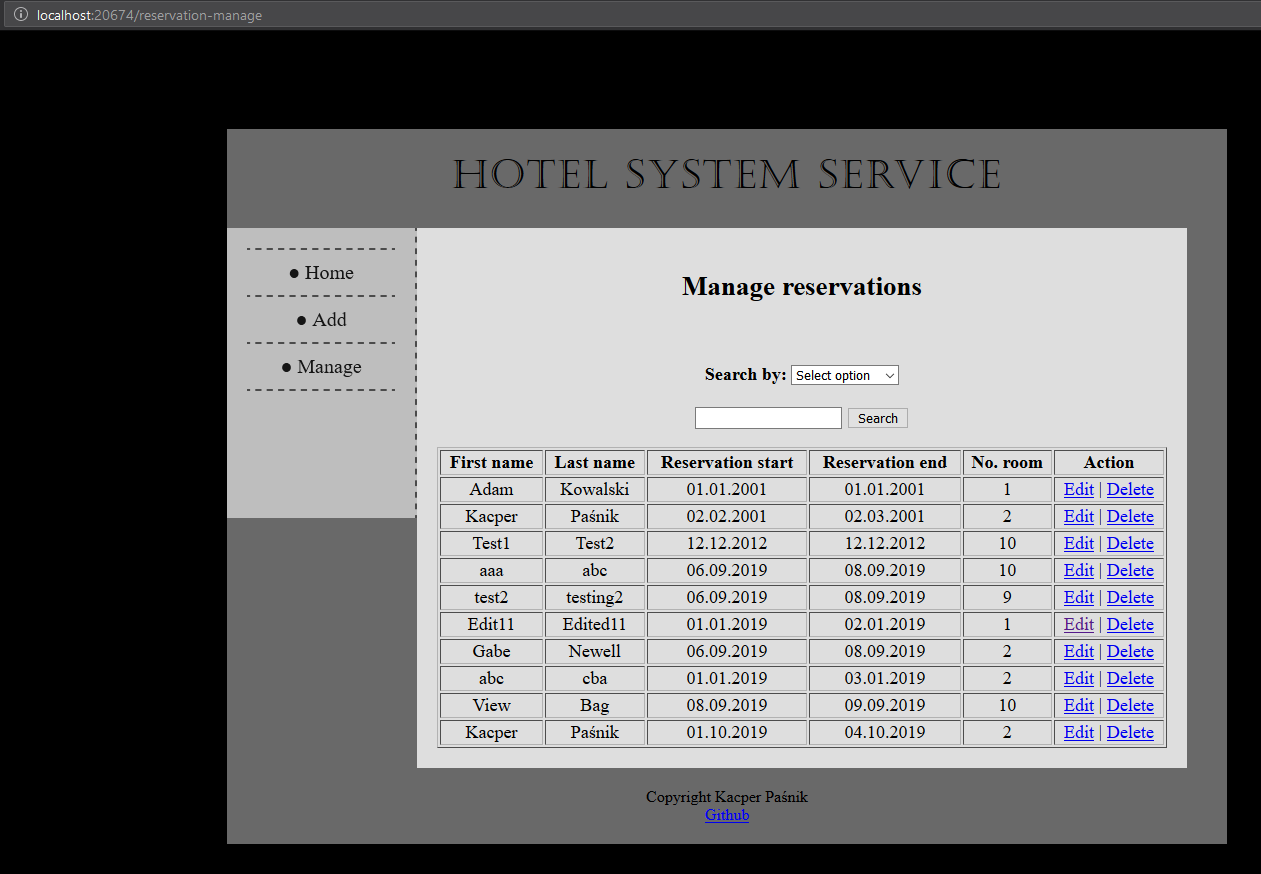 localhost:20674/reservation-manage
HOTEL SYSTEM SERVICE
● Home
● Add
● Manage
Manage reservations
Search by: Select option
Search
First name Last name Reservation start Reservation end No. room Action
Adam Kowalski 01.01.2001 01.01.2001 1 Edit | Delete
Kacper Paśnik 02.02.2001 02.03.2001 2 Edit | Delete
Test1 Test2 12.12.2012 12.12.2012 10 Edit | Delete
aaa abc 06.09.2019 08.09.2019 10 Edit | Delete
test2 testing2 06.09.2019 08.09.2019 9 Edit | Delete
Edit11 Edited11 01.01.2019 02.01.2019 1 Edit | Delete
Gabe Newell 06.09.2019 08.09.2019 2 Edit | Delete
abc cba 01.01.2019 03.01.2019 2 Edit | Delete
View Bag 08.09.2019 09.09.2019 10 Edit | Delete
Kacper Paśnik 01.10.2019 04.10.2019 2 Edit | Delete
Copyright Kacper Paśnik
Github